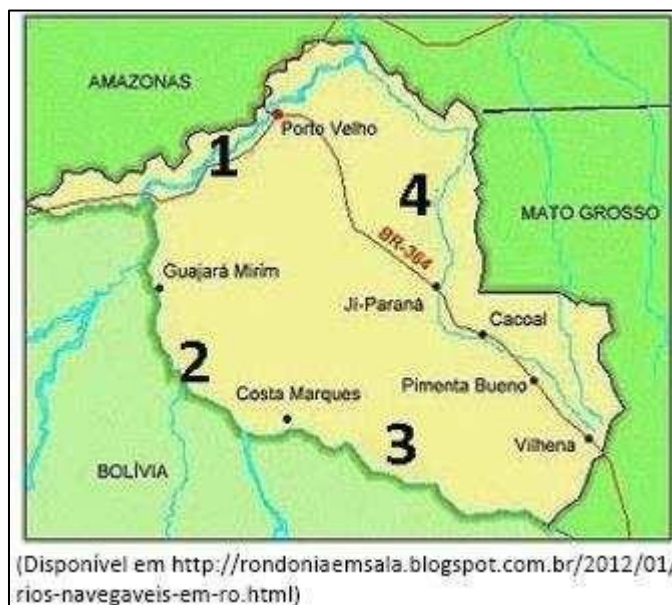 AMAZONAS
1
Porto Velho
4
MATO GROSSO
BR-364
Guajará Mirim
Jí-Paraná
Cacoal
2
Costa Marques
Pimenta Bueno
3
Vilhena
BOLÍVIA
(Disponível em http://rondoniaemsala.blogspot.com.br/2012/01/
rios-navegaveis-em-ro.html)